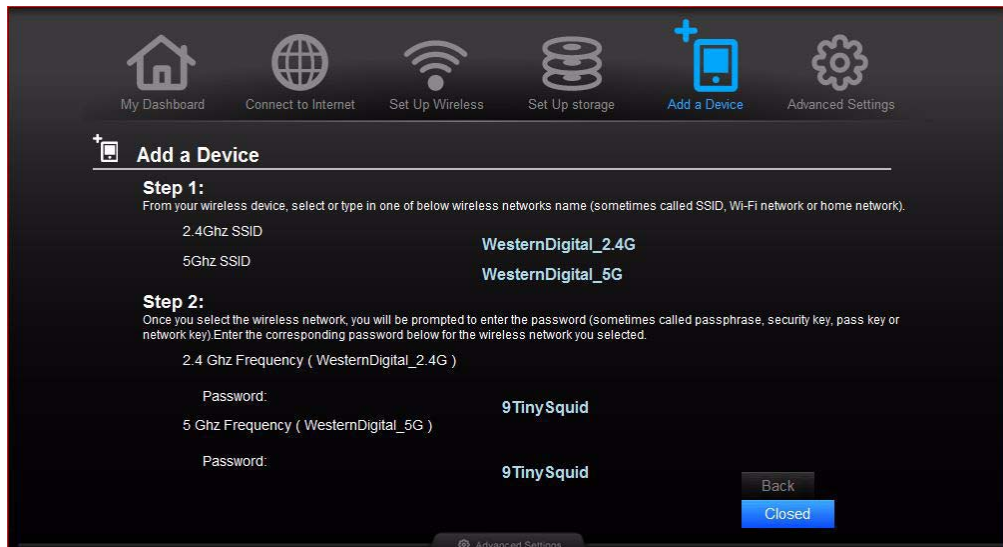 My Dashboard Connect to Internet Set Up Wireless Set Up storage Add a Device Advanced Settings
Add a Device
Step 1:
From your wireless device, select or type in one of below wireless networks name (sometimes called SSID, Wi-Fi network or home network).
2.4Ghz SSID
WesternDigital_2.4G
5Ghz SSID
WesternDigital_5G
Step 2:
Once you select the wireless network, you will be prompted to enter the password (sometimes called passphrase, security key, pass key or
network key).Enter the corresponding password below for the wireless network you selected.
2.4 Ghz Frequency ( WesternDigital_2.4G )
Password:
9TinySquid
5 Ghz Frequency ( WesternDigital_5G )
Password:
9TinySquid
Back
Closed
Advanced Settings